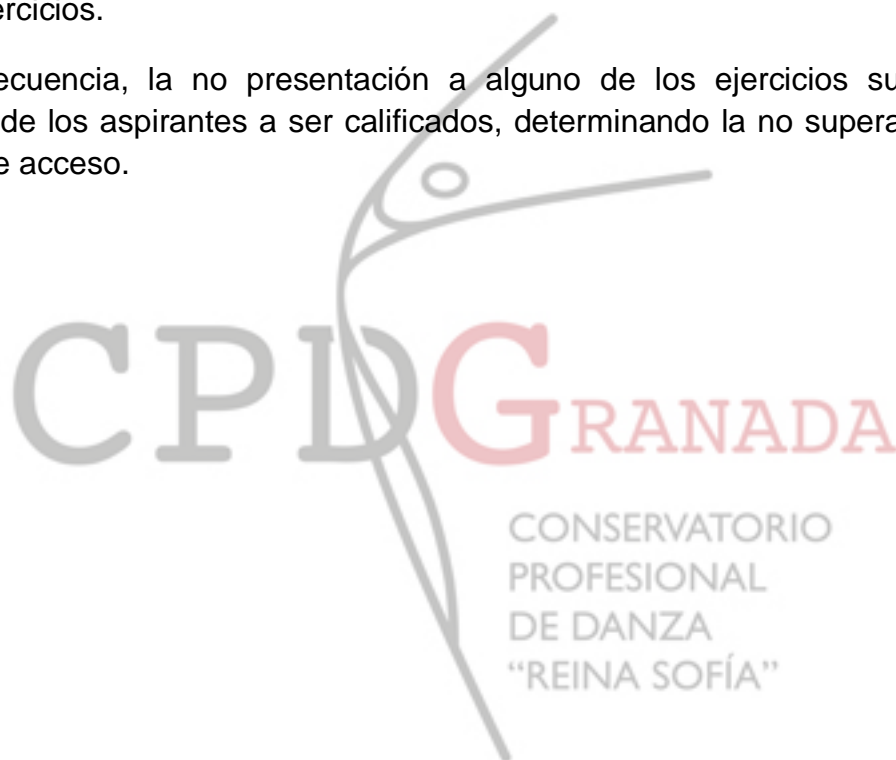 ercicios.
ecuencia, la no presentación a alguno de los ejercicios su
de los aspirantes a ser calificados, determinando la no supera
e acceso.
CPDGRANADA
CONSERVATORIO
PROFESIONAL
DE DANZA
“REINA SOFÍA”